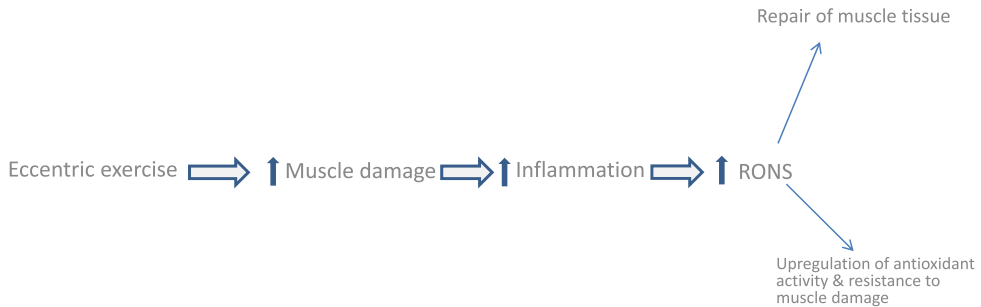 Repair of muscle tissue
Eccentric exercise
Muscle damage
Inflammation
RONS
Upregulation of antioxidant
activity & resistance to
muscle damage